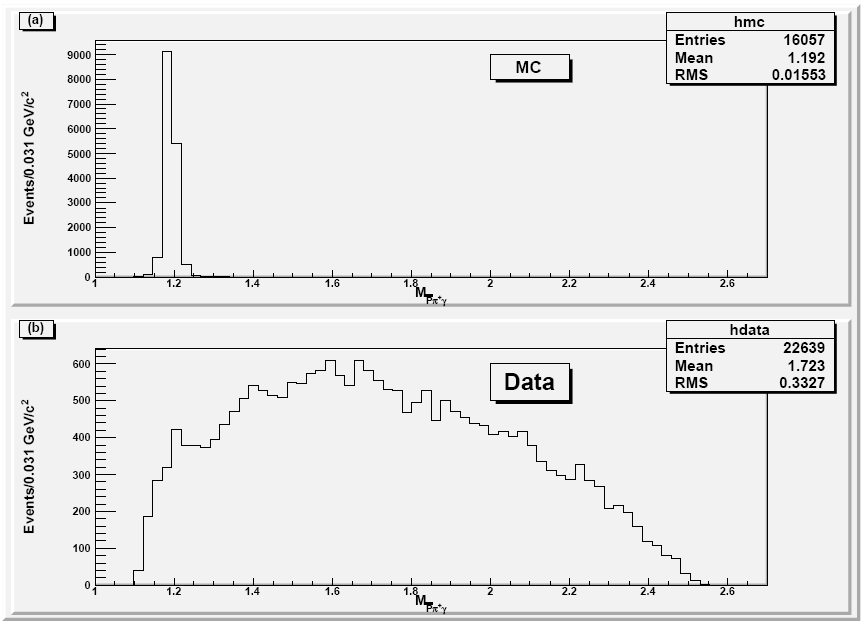 (a)
hmc
Entries 16057
Mean 1.192
RMS 0.01553
MC
Events/0.031 GeV/c²
9000
8000
7000
6000
5000
4000
3000
2000
1000
0
1 1.2 1.4 1.6 1.8 2 2.2 2.4 2.6
M_p̅π⁺γ
(b)
hdata
Entries 22639
Mean 1.723
RMS 0.3327
Data
Events/0.031 GeV/c²
600
500
400
300
200
100
0
1 1.2 1.4 1.6 1.8 2 2.2 2.4 2.6
M_p̅π⁺γ